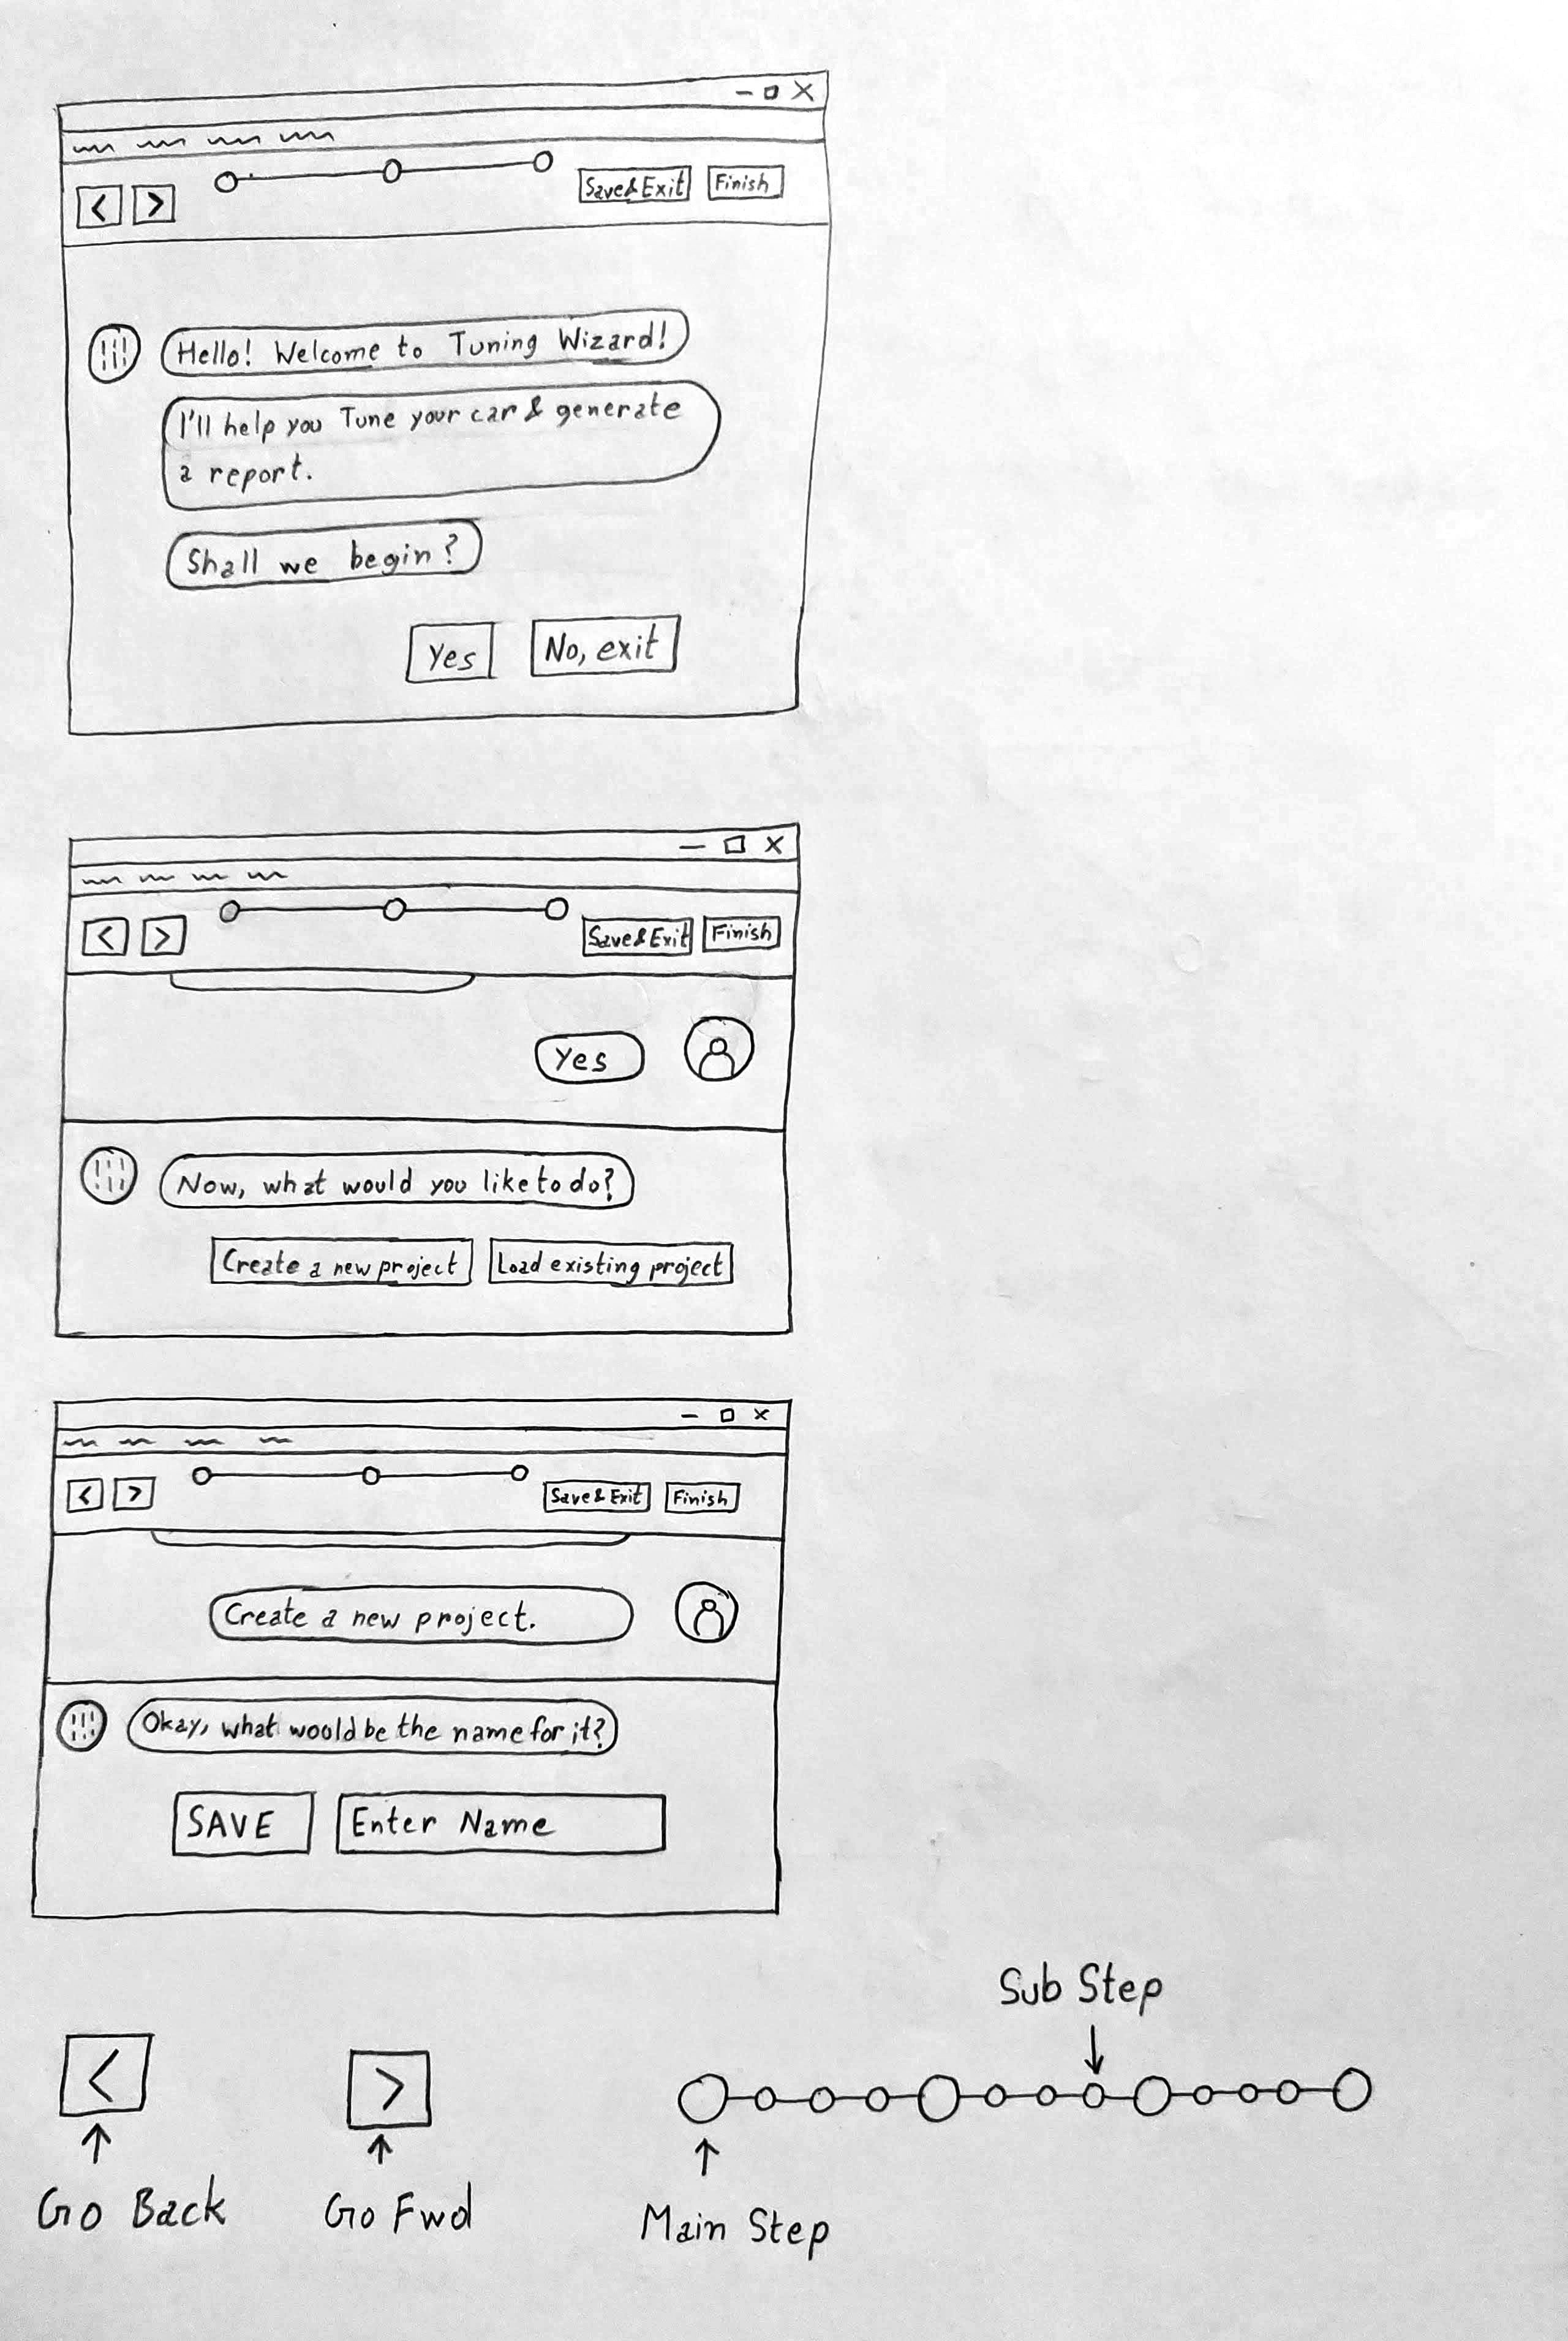 Save&Exit
Finish
Hello! Welcome to Tuning Wizard!
I'll help you Tune your car & generate
a report.
Shall we begin?
Yes
No, exit
Save&Exit
Finish
Yes
Now, what would you like to do?
Create a new project
Load existing project
Save & Exit
Finish
Create a new project.
Okay, what would be the name for it?
SAVE
Enter Name
Sub Step
Go Back
Go Fwd
Main Step